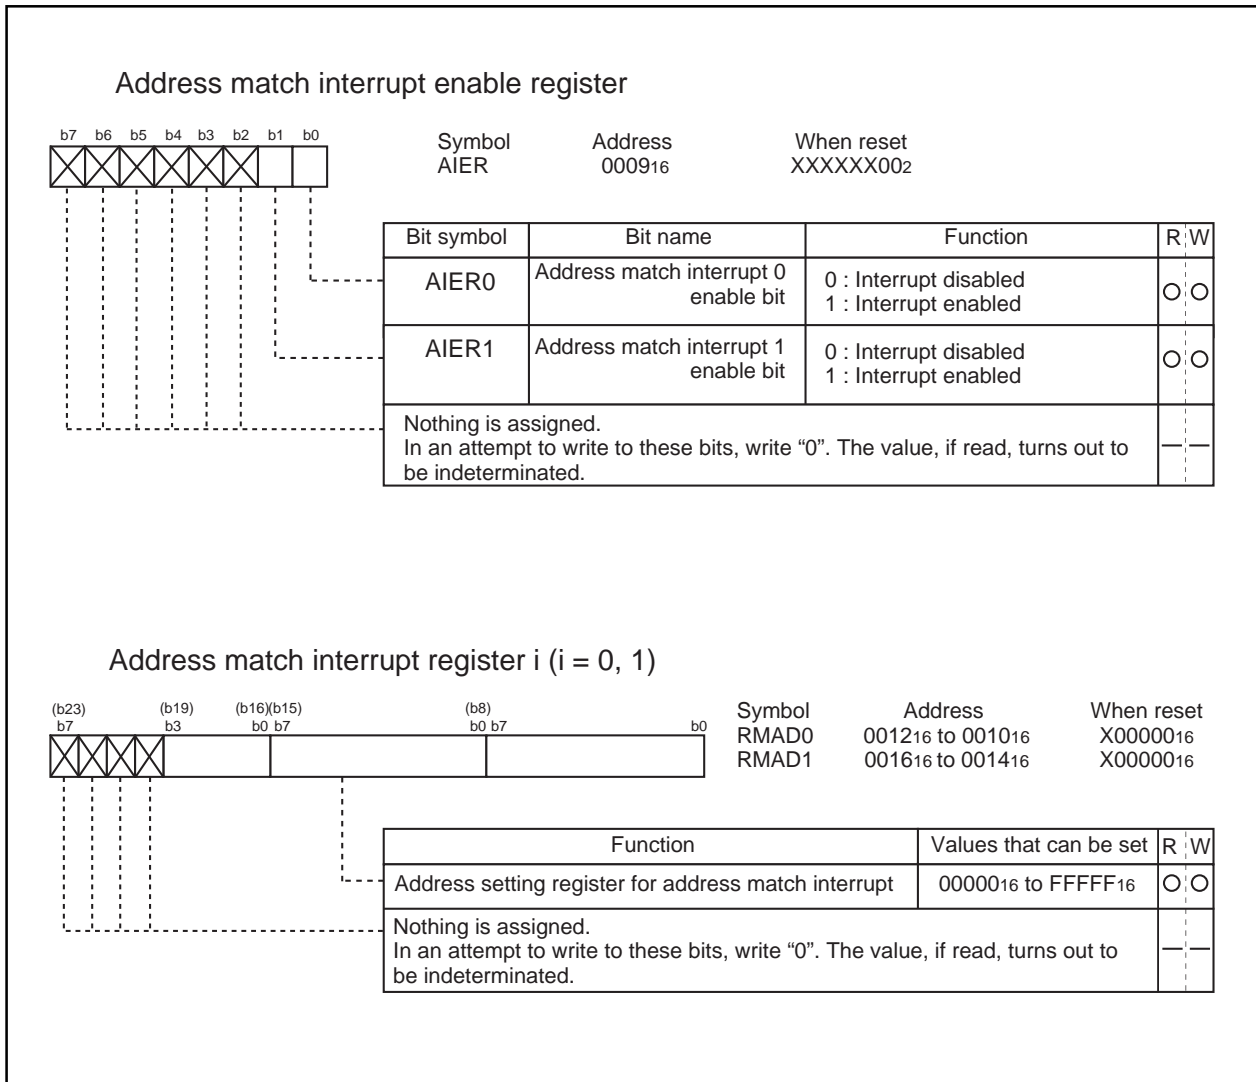 Address match interrupt enable register
b7 b6 b5 b4 b3 b2 b1 b0
Symbol Address When reset
AIER 000916 XXXXXX002
Bit symbol Bit name Function R W
AIER0 Address match interrupt 0 enable bit 0 : Interrupt disabled
1 : Interrupt enabled
AIER1 Address match interrupt 1 enable bit 0 : Interrupt disabled
1 : Interrupt enabled
Nothing is assigned.
In an attempt to write to these bits, write “0”. The value, if read, turns out to
be indeterminated.
Address match interrupt register i (i = 0, 1)
(b23) (b19) (b16)(b15) (b8)
b7 b3 b0 b7 b0 b7 b0
Symbol Address When reset
RMAD0 001216 to 001016 X0000016
RMAD1 001616 to 001416 X0000016
Function Values that can be set R W
Address setting register for address match interrupt 0000016 to FFFFF16
Nothing is assigned.
In an attempt to write to these bits, write “0”. The value, if read, turns out to
be indeterminated.